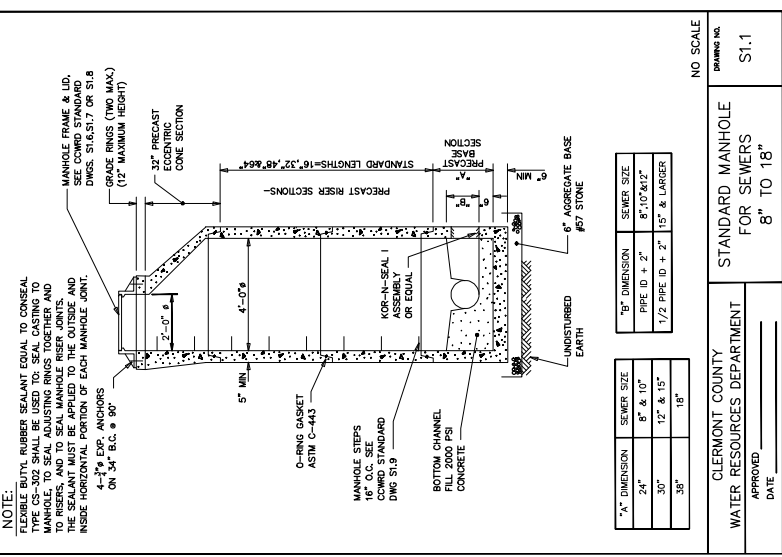 NOTE:
FLEXIBLE BUTYL RUBBER SEALANT EQUAL TO CONSEAL
TYPE CS-302 SHALL BE USED TO: SEAL CASTING TO
MANHOLE, TO SEAL ADJUSTING RINGS TOGETHER AND
TO RISERS, AND TO SEAL MANHOLE RISER JOINTS.
THE SEALANT MUST BE APPLIED TO THE OUTSIDE AND
INSIDE HORIZONTAL PORTION OF EACH MANHOLE JOINT.
4-3/4"ø EXP. ANCHORS
ON 34" B.C. @ 90°
MANHOLE FRAME & LID,
SEE CCWRD STANDARD
DWGS. S1.6,S1.7 OR S1.8
GRADE RINGS (TWO MAX.)
(12" MAXIMUM HEIGHT)
32" PRECAST
ECCENTRIC
CONE SECTION
2'-0" ø
5" MIN
4'-0"ø
PRECAST RISER SECTIONS-
STANDARD LENGTHS=16",32",48"&64"
O-RING GASKET
ASTM C-443
MANHOLE STEPS
16" O.C. SEE
CCWRD STANDARD
DWG S1.9
KOR-N-SEAL I
ASSEMBLY
OR EQUAL
BOTTOM CHANNEL
FILL 2000 PSI
CONCRETE
PRECAST
BASE
SECTION
"A"
"B"
6"
6" MIN
UNDISTURBED
EARTH
6" AGGREGATE BASE
#57 STONE
"A" DIMENSION SEWER SIZE
24" 8" & 10"
30" 12" & 15"
38" 18"
"B" DIMENSION SEWER SIZE
PIPE ID + 2" 8",10"&12"
1/2 PIPE ID + 2" 15" & LARGER
NO SCALE
CLERMONT COUNTY
WATER RESOURCES DEPARTMENT
APPROVED
DATE
STANDARD MANHOLE
FOR SEWERS
8" TO 18"
DRAWING NO.
S1.1